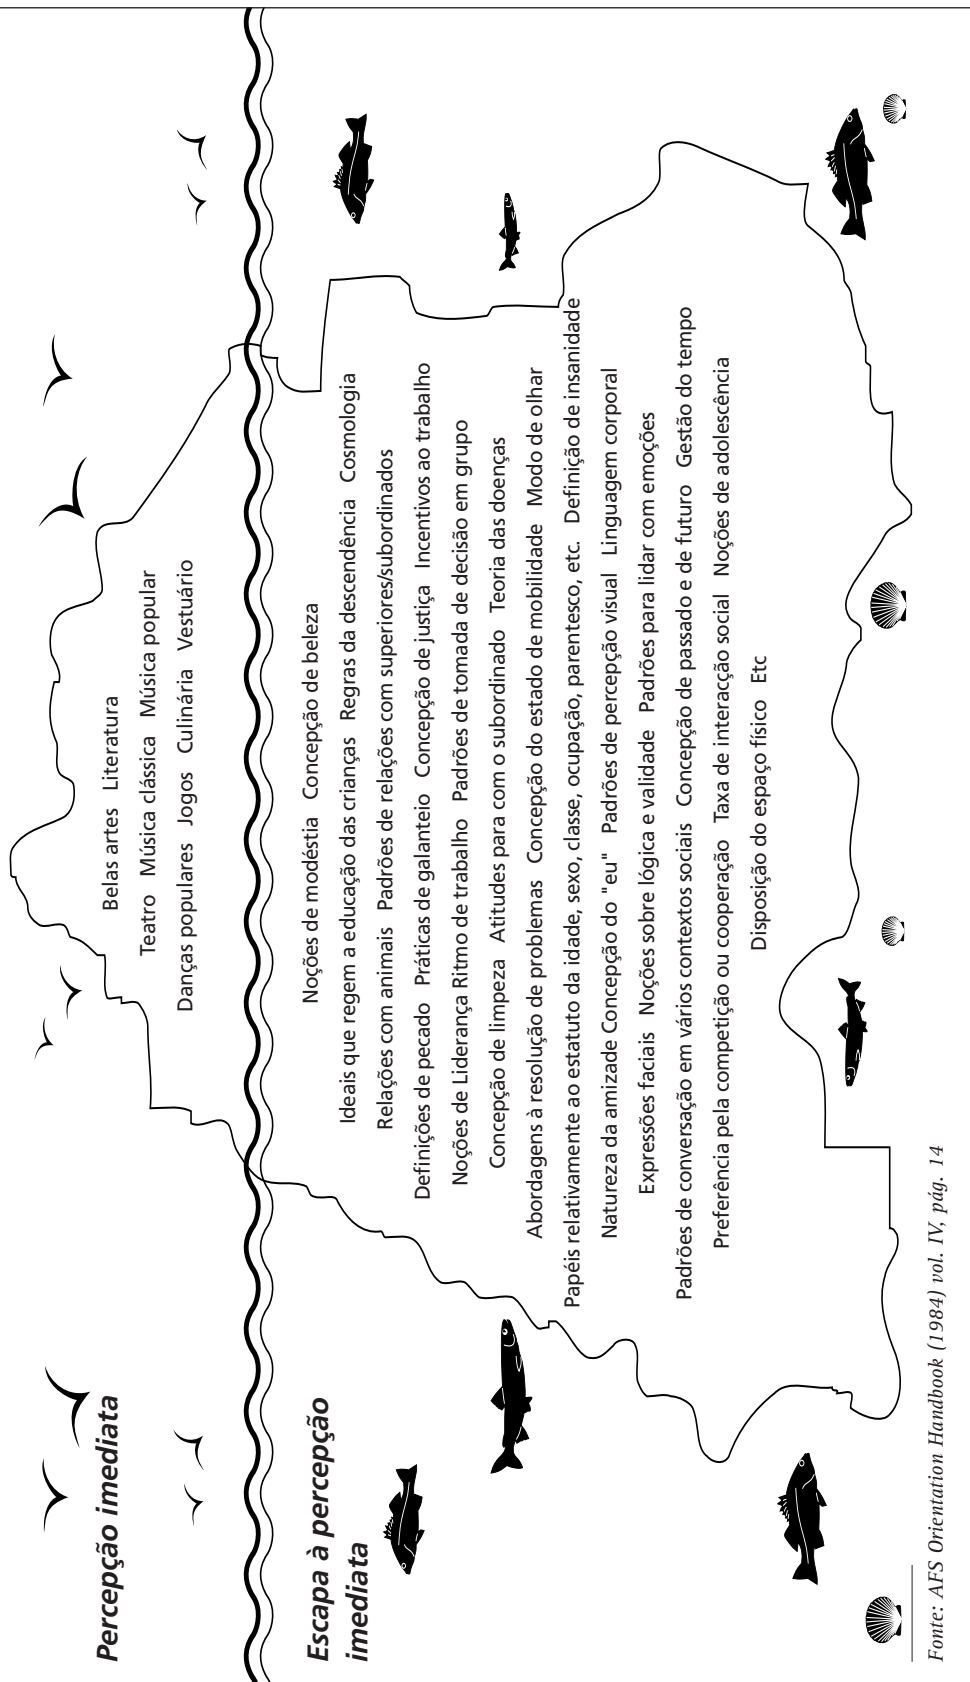 Percepção imediata
Belas artes Literatura
Teatro Música clássica Música popular
Danças populares Jogos Culinária Vestuário
Escapa à percepção
imediata
Noções de modéstia Concepção de beleza
Ideais que regem a educação das crianças Regras da descendência Cosmologia
Relações com animais Padrões de relações com superiores/subordinados
Definições de pecado Práticas de galanteio Concepção de justiça Incentivos ao trabalho
Noções de Liderança Ritmo de trabalho Padrões de tomada de decisão em grupo
Concepção de limpeza Atitudes para com o subordinado Teoria das doenças
Abordagens à resolução de problemas Concepção do estado de mobilidade Modo de olhar
Papéis relativamente ao estatuto da idade, sexo, classe, ocupação, parentesco, etc. Definição de insanidade
Natureza da amizade Concepção do "eu" Padrões de percepção visual Linguagem corporal
Expressões faciais Noções sobre lógica e validade Padrões para lidar com emoções
Padrões de conversação em vários contextos sociais Concepção de passado e de futuro Gestão do tempo
Preferência pela competição ou cooperação Taxa de interacção social Noções de adolescência
Disposição do espaço físico Etc
Fonte: AFS Orientation Handbook (1984) vol. IV, pág. 14